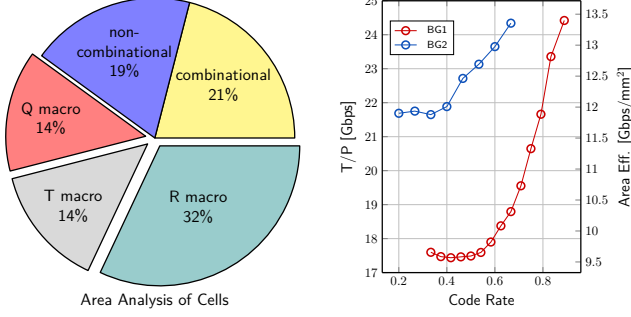 non-
combinational
19%
combinational
21%
Q macro
14%
T macro
14%
R macro
32%
Area Analysis of Cells
BG1
BG2
25
24
23
22
21
20
19
18
17
T/P [Gbps]
0.2
0.4
0.6
0.8
Code Rate
13.5
13
12.5
12
11.5
11
10.5
10
9.5
Area Eff. [Gbps/mm²]